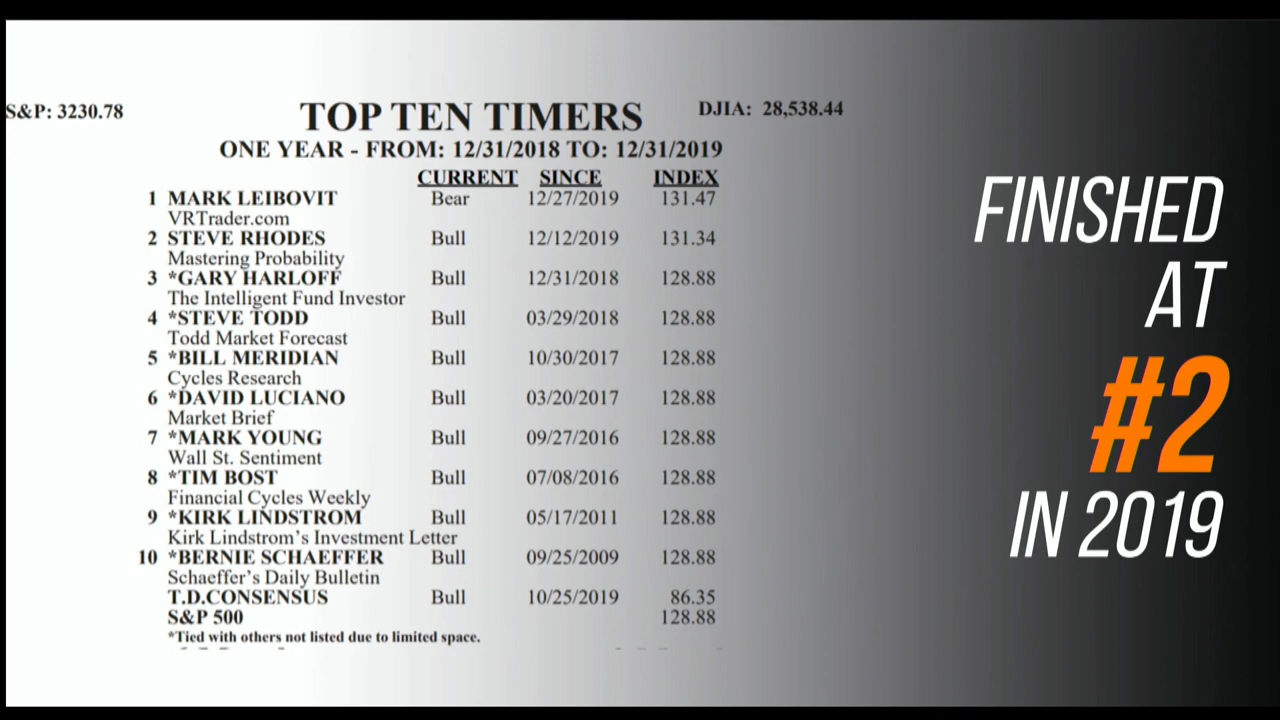 S&P: 3230.78
TOP TEN TIMERS
DJIA: 28,538.44
ONE YEAR - FROM: 12/31/2018 TO: 12/31/2019
CURRENT SINCE INDEX
1 MARK LEIBOVIT Bear 12/27/2019 131.47
VRTrader.com
2 STEVE RHODES Bull 12/12/2019 131.34
Mastering Probability
3 *GARY HARLOFF Bull 12/31/2018 128.88
The Intelligent Fund Investor
4 *STEVE TODD Bull 03/29/2018 128.88
Todd Market Forecast
5 *BILL MERIDIAN Bull 10/30/2017 128.88
Cycles Research
6 *DAVID LUCIANO Bull 03/20/2017 128.88
Market Brief
7 *MARK YOUNG Bull 09/27/2016 128.88
Wall St. Sentiment
8 *TIM BOST Bull 07/08/2016 128.88
Financial Cycles Weekly
9 *KIRK LINDSTROM Bull 05/17/2011 128.88
Kirk Lindstrom's Investment Letter
10 *BERNIE SCHAEFFER Bull 09/25/2009 128.88
Schaeffer's Daily Bulletin
T.D.CONSENSUS Bull 10/25/2019 86.35
S&P 500 128.88
*Tied with others not listed due to limited space.
FINISHED
AT
#2
IN 2019